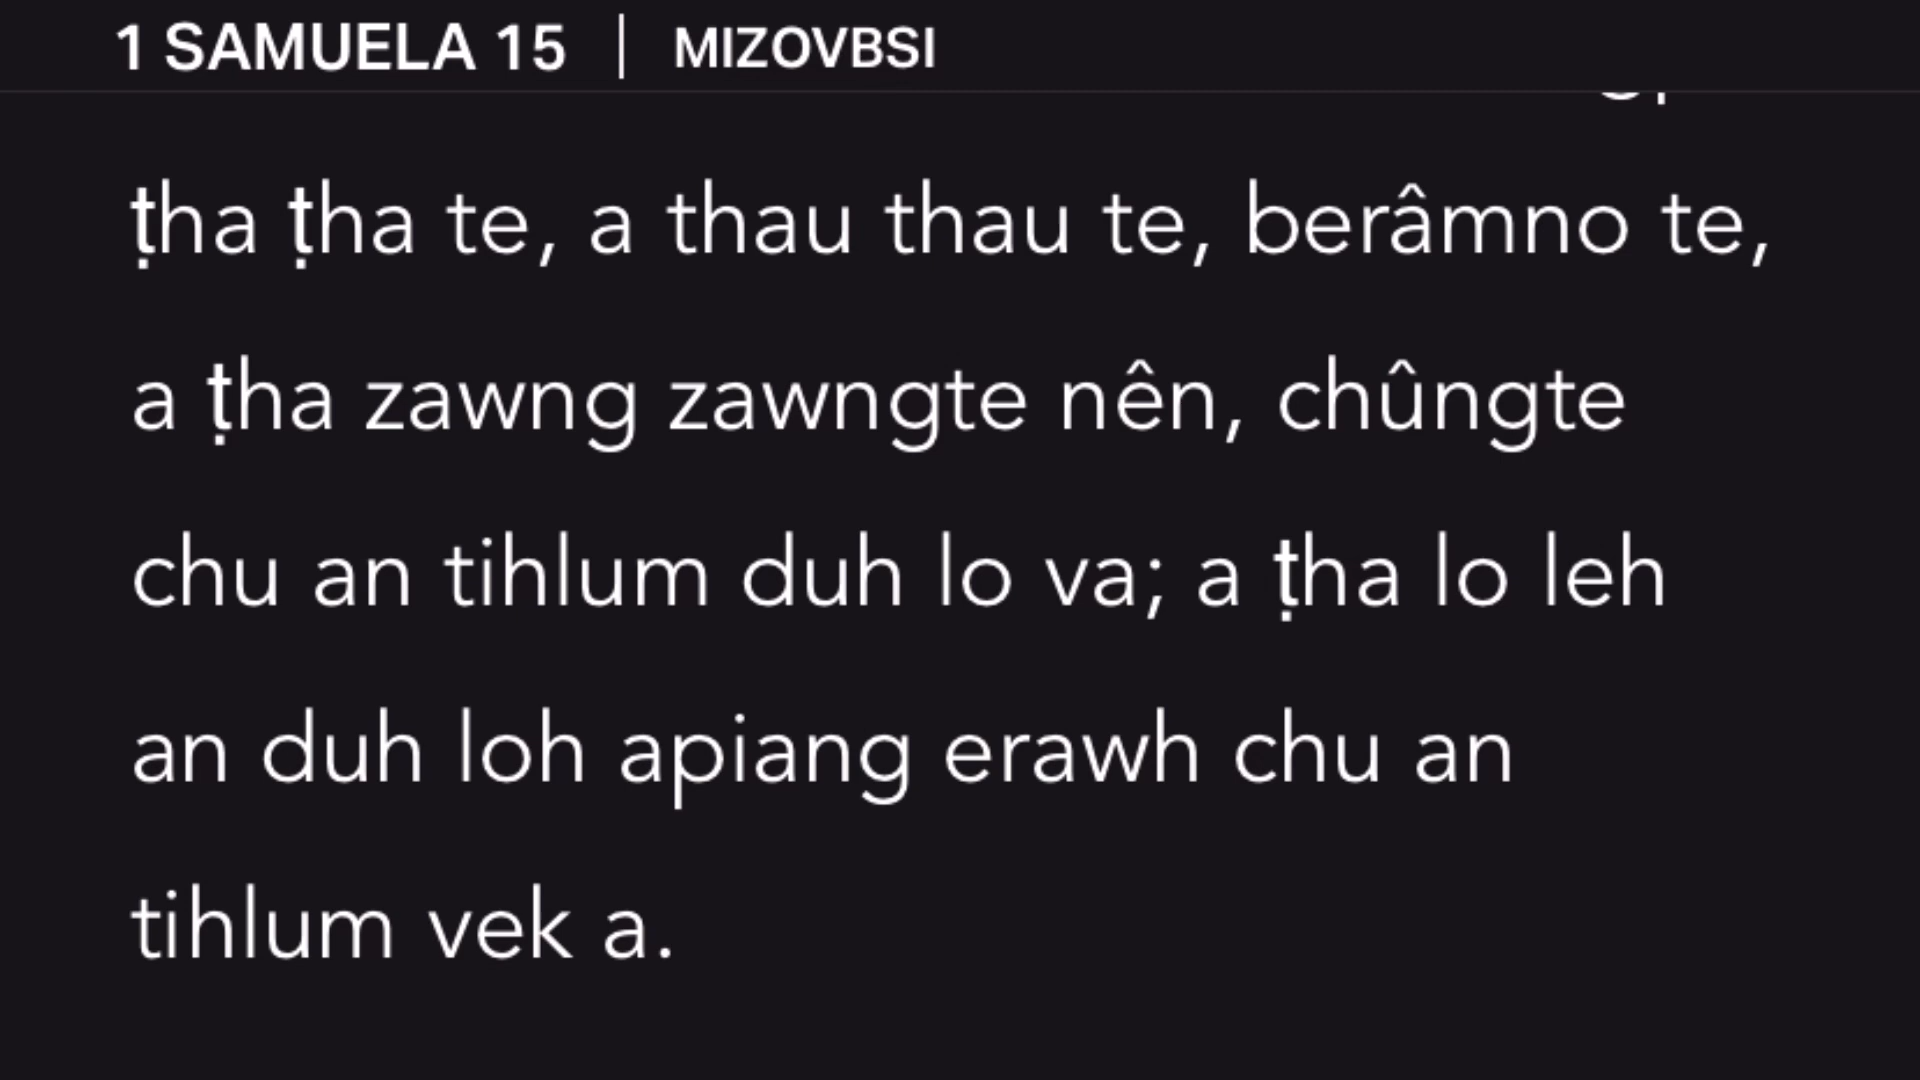 1 SAMUELA 15 | MIZOVBSI
ṭha ṭha te, a thau thau te, berâmno te,
a ṭha zawng zawngte nên, chûngte
chu an tihlum duh lo va; a ṭha lo leh
an duh loh apiang erawh chu an
tihlum vek a.